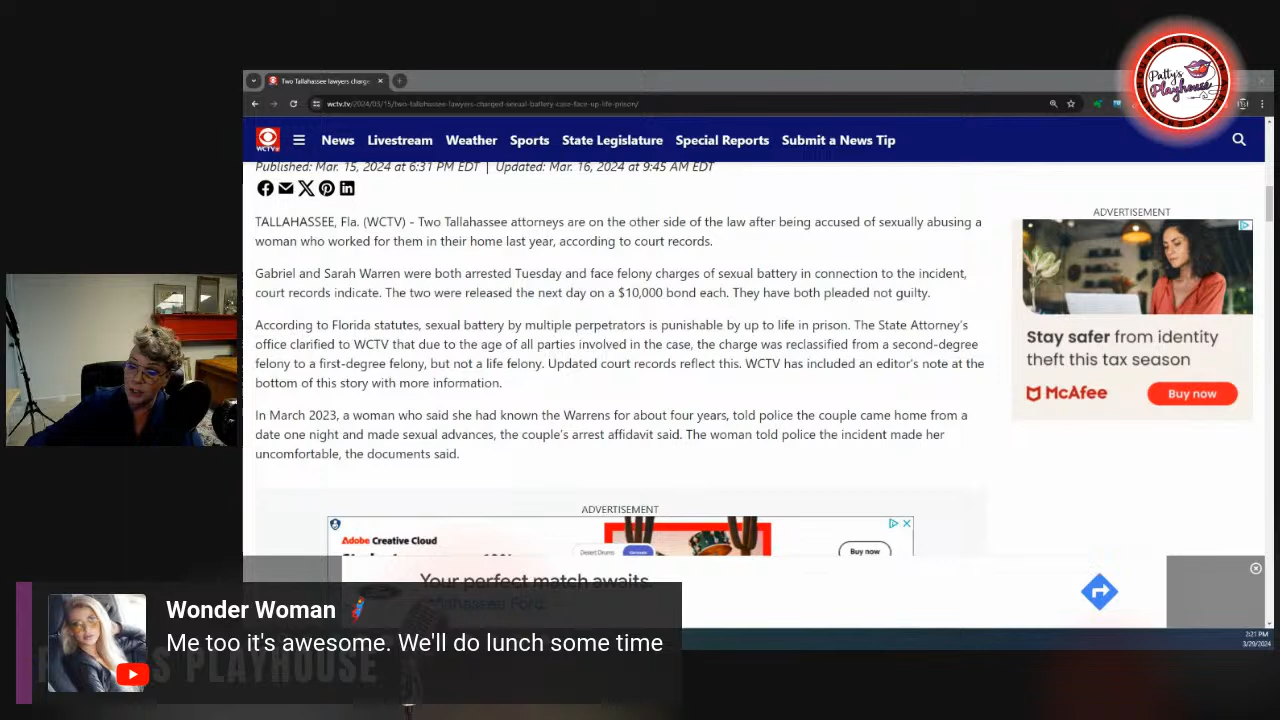 Patty's
Playhouse
Two Tallahassee lawyers charge
wctv.tv/2024/03/15/two-tallahassee-lawyers-charged-sexual-battery-case-face-up-life-prison/
WCTV
News Livestream Weather Sports State Legislature Special Reports Submit a News Tip
Published: Mar. 15, 2024 at 6:31 PM EDT | Updated: Mar. 16, 2024 at 9:45 AM EDT
TALLAHASSEE, Fla. (WCTV) - Two Tallahassee attorneys are on the other side of the law after being accused of sexually abusing a
woman who worked for them in their home last year, according to court records.
Gabriel and Sarah Warren were both arrested Tuesday and face felony charges of sexual battery in connection to the incident,
court records indicate. The two were released the next day on a $10,000 bond each. They have both pleaded not guilty.
According to Florida statutes, sexual battery by multiple perpetrators is punishable by up to life in prison. The State Attorney's
office clarified to WCTV that due to the age of all parties involved in the case, the charge was reclassified from a second-degree
felony to a first-degree felony, but not a life felony. Updated court records reflect this. WCTV has included an editor's note at the
bottom of this story with more information.
In March 2023, a woman who said she had known the Warrens for about four years, told police the couple came home from a
date one night and made sexual advances, the couple's arrest affidavit said. The woman told police the incident made her
uncomfortable, the documents said.
ADVERTISEMENT
Stay safer from identity
theft this tax season
McAfee
Buy now
ADVERTISEMENT
Adobe Creative Cloud
Desert Drums
Buy now
Your perfect match awaits
Tallahassee Ford
Wonder Woman
Me too it's awesome. We'll do lunch some time
PLAYHOUSE
2:21 PM
3/29/2024